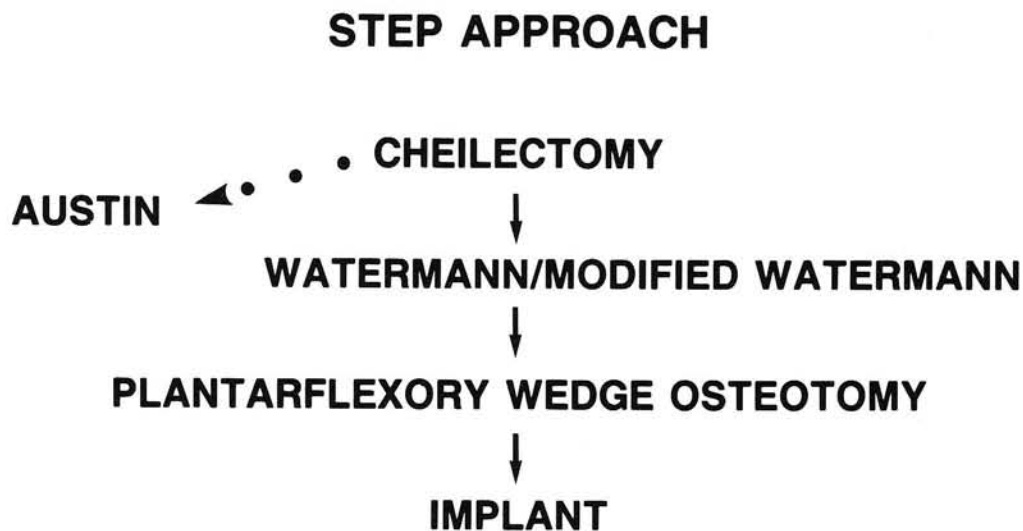 STEP APPROACH
CHEILECTOMY
AUSTIN
WATERMANN/MODIFIED WATERMANN
PLANTARFLEXORY WEDGE OSTEOTOMY
IMPLANT